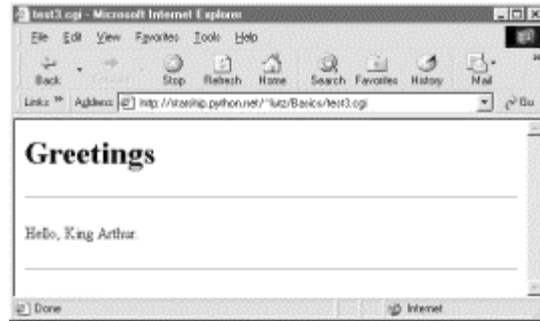 test3.cgi - Microsoft Internet Explorer
File Edit View Favorites Tools Help
Back Stop Refresh Home Search Favorites History Mail »
Links » Address http://starship.python.net/~lutz/Basics/test3.cgi Go
Greetings
Hello, King Arthur.
Done Internet